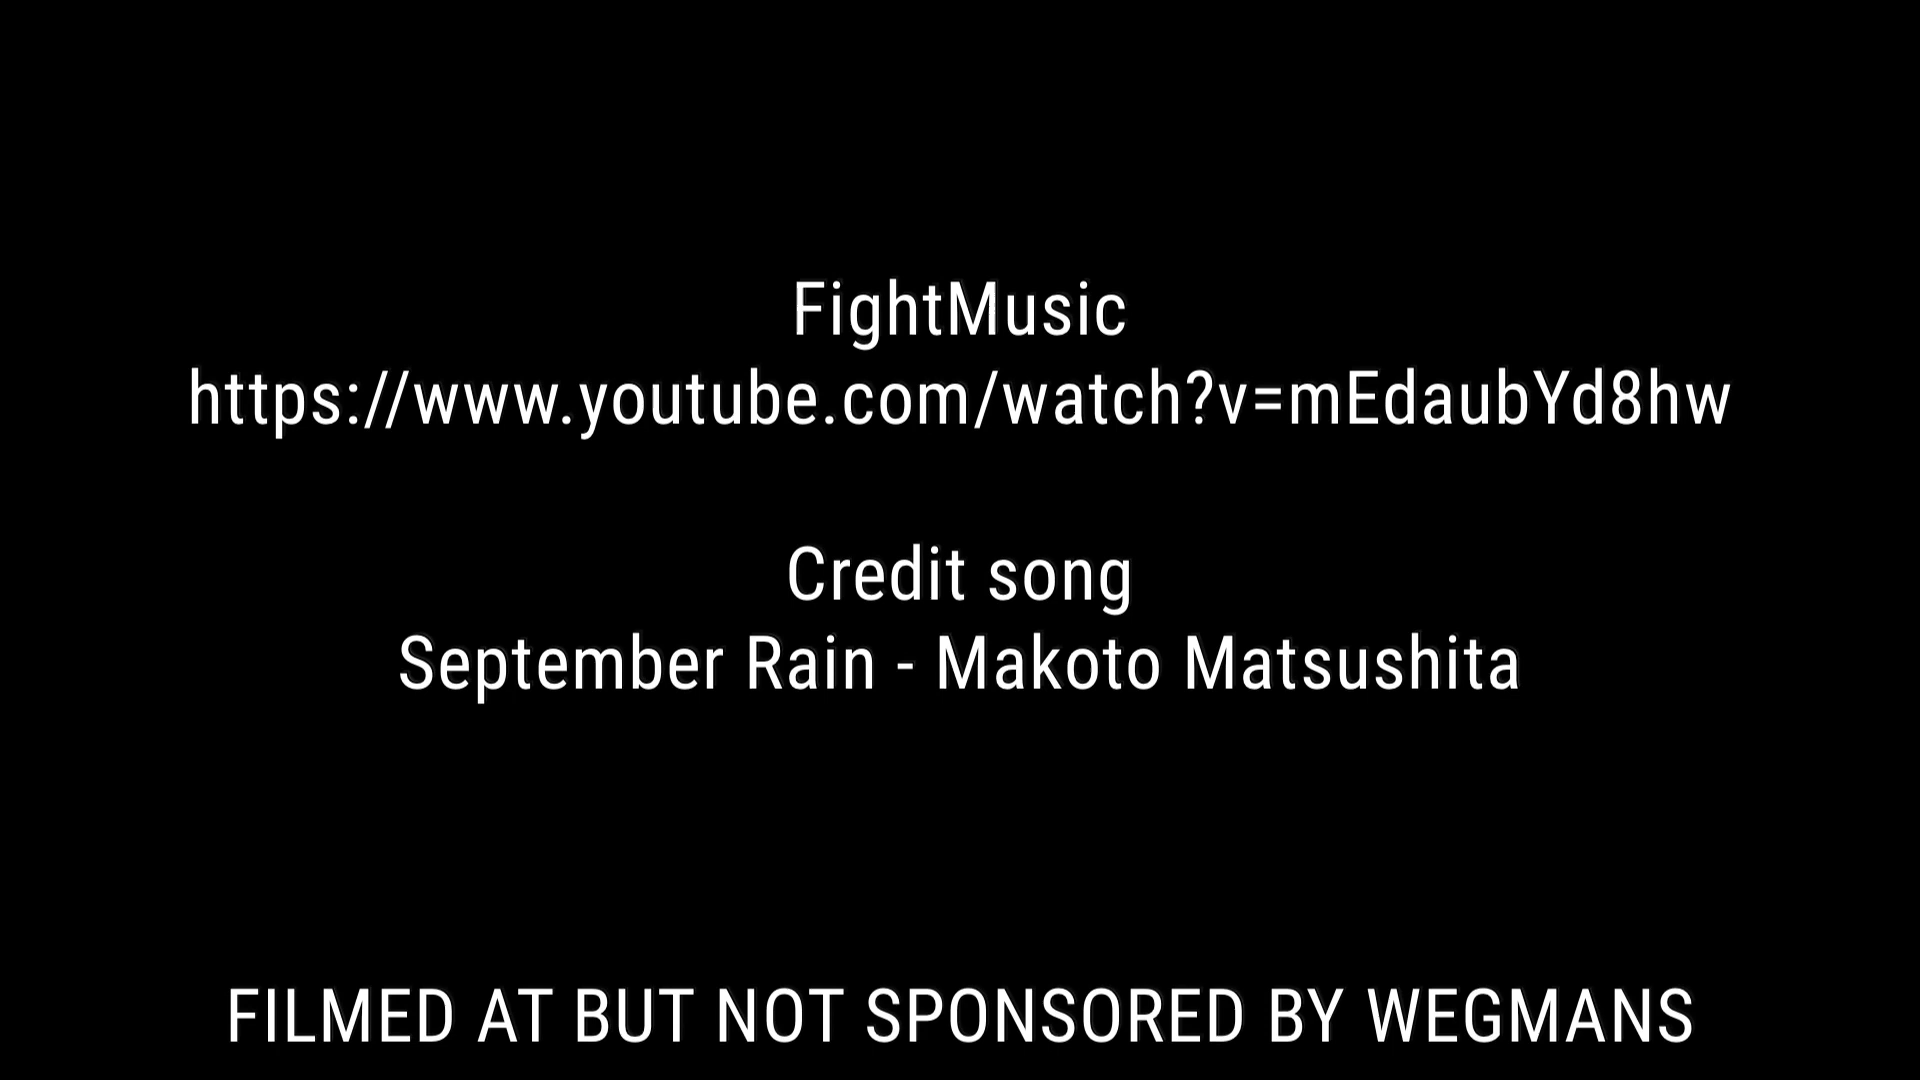 FightMusic
https://www.youtube.com/watch?v=mEdaubYd8hw
Credit song
September Rain - Makoto Matsushita
FILMED AT BUT NOT SPONSORED BY WEGMANS